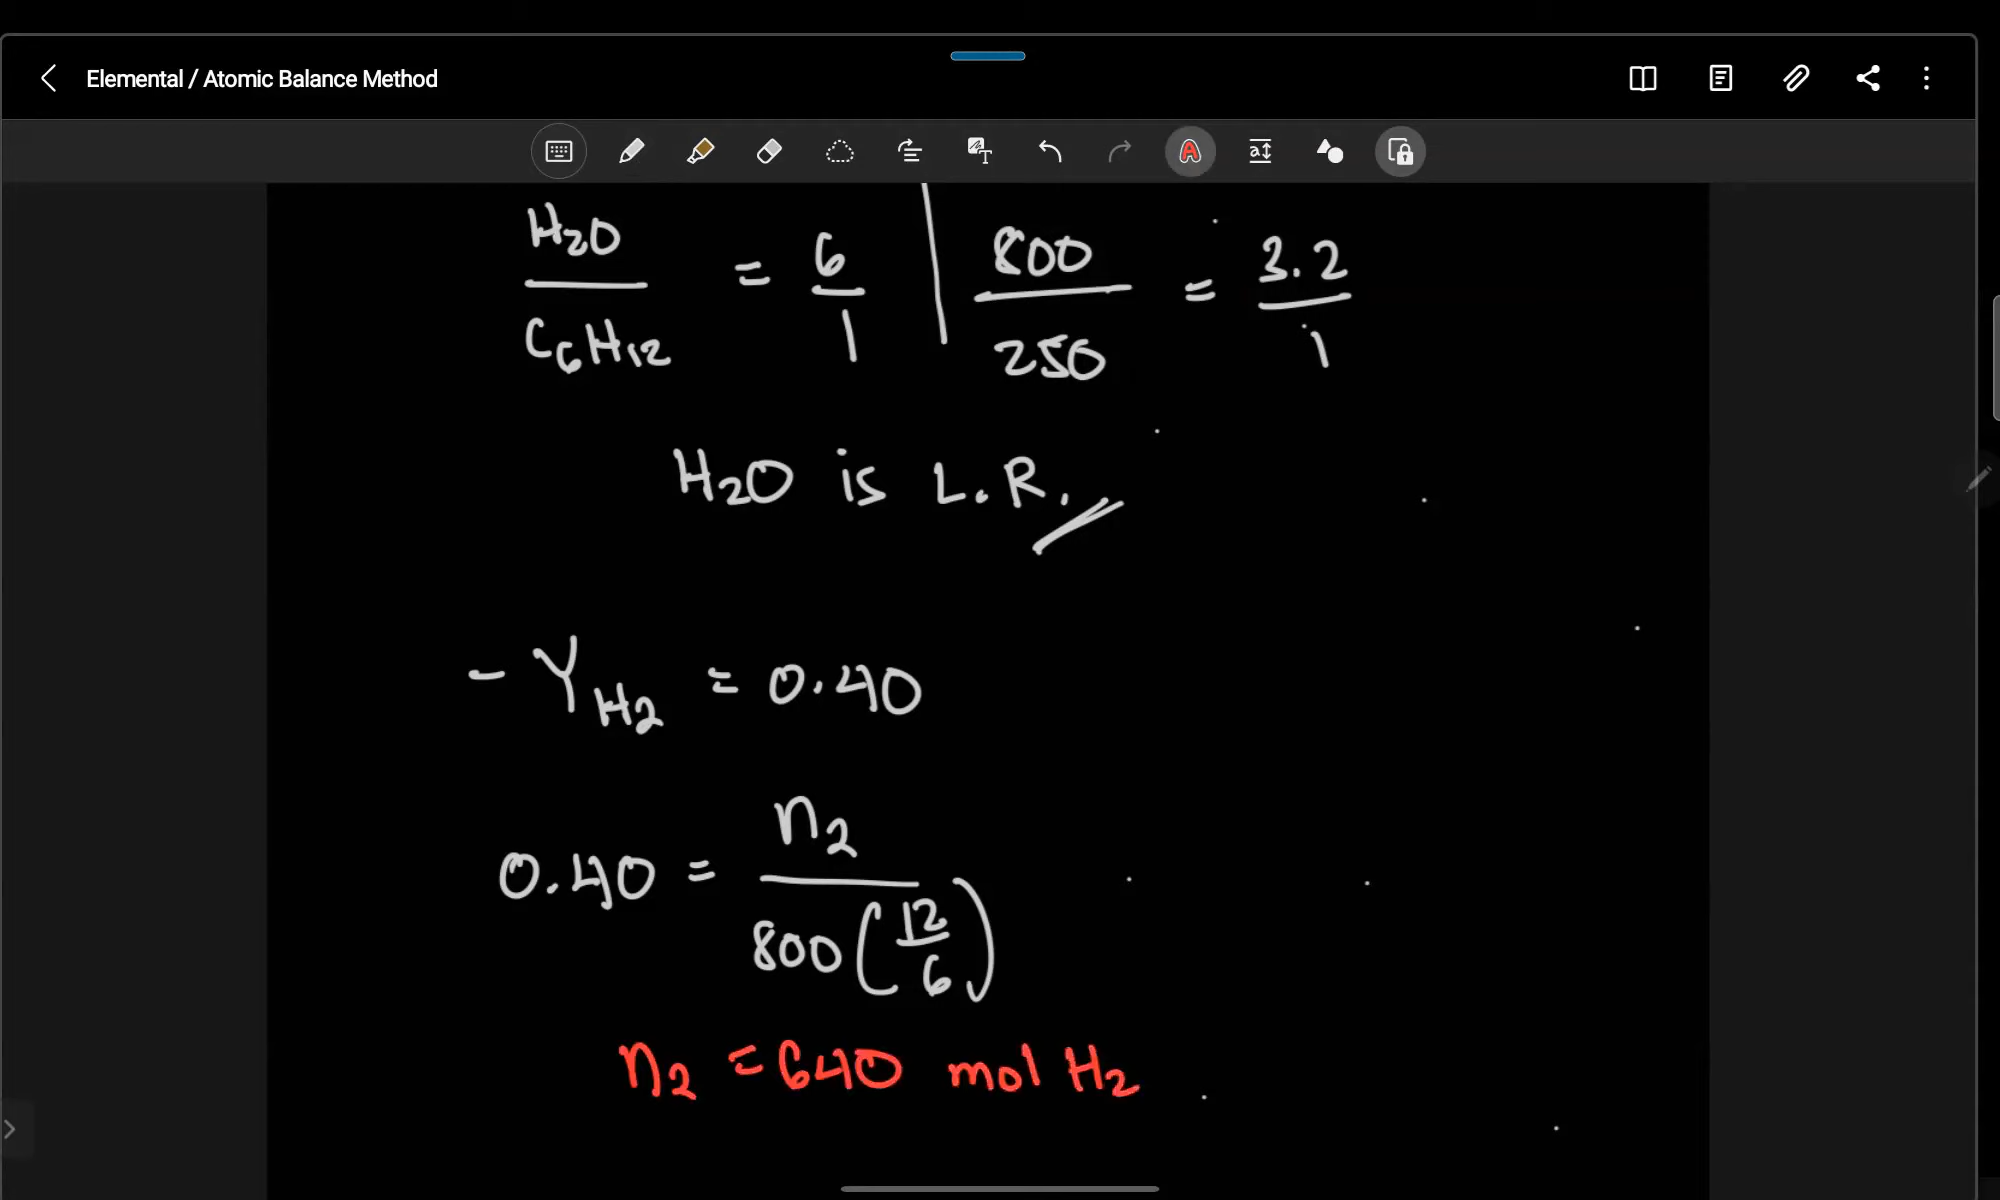 Elemental / Atomic Balance Method
H2O / C6H12 = 6 / 1 | 800 / 250 = 3.2 / 1
H2O is L.R.
- YH2 = 0.40
0.40 = n2 / 800 (12 / 6)
n2 = 640 mol H2